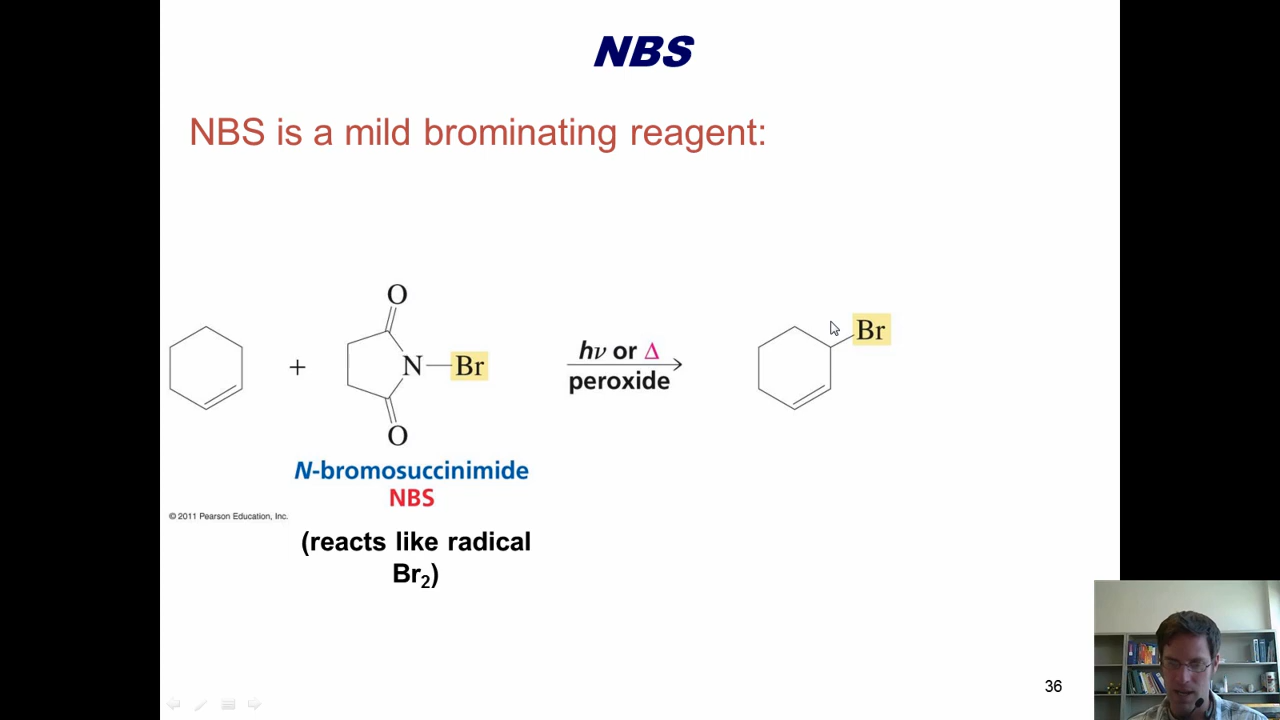 NBS
NBS is a mild brominating reagent:
O
N
Br
O
+
hν or Δ
peroxide
Br
N-bromosuccinimide
NBS
© 2011 Pearson Education, Inc.
(reacts like radical
Br₂)
36